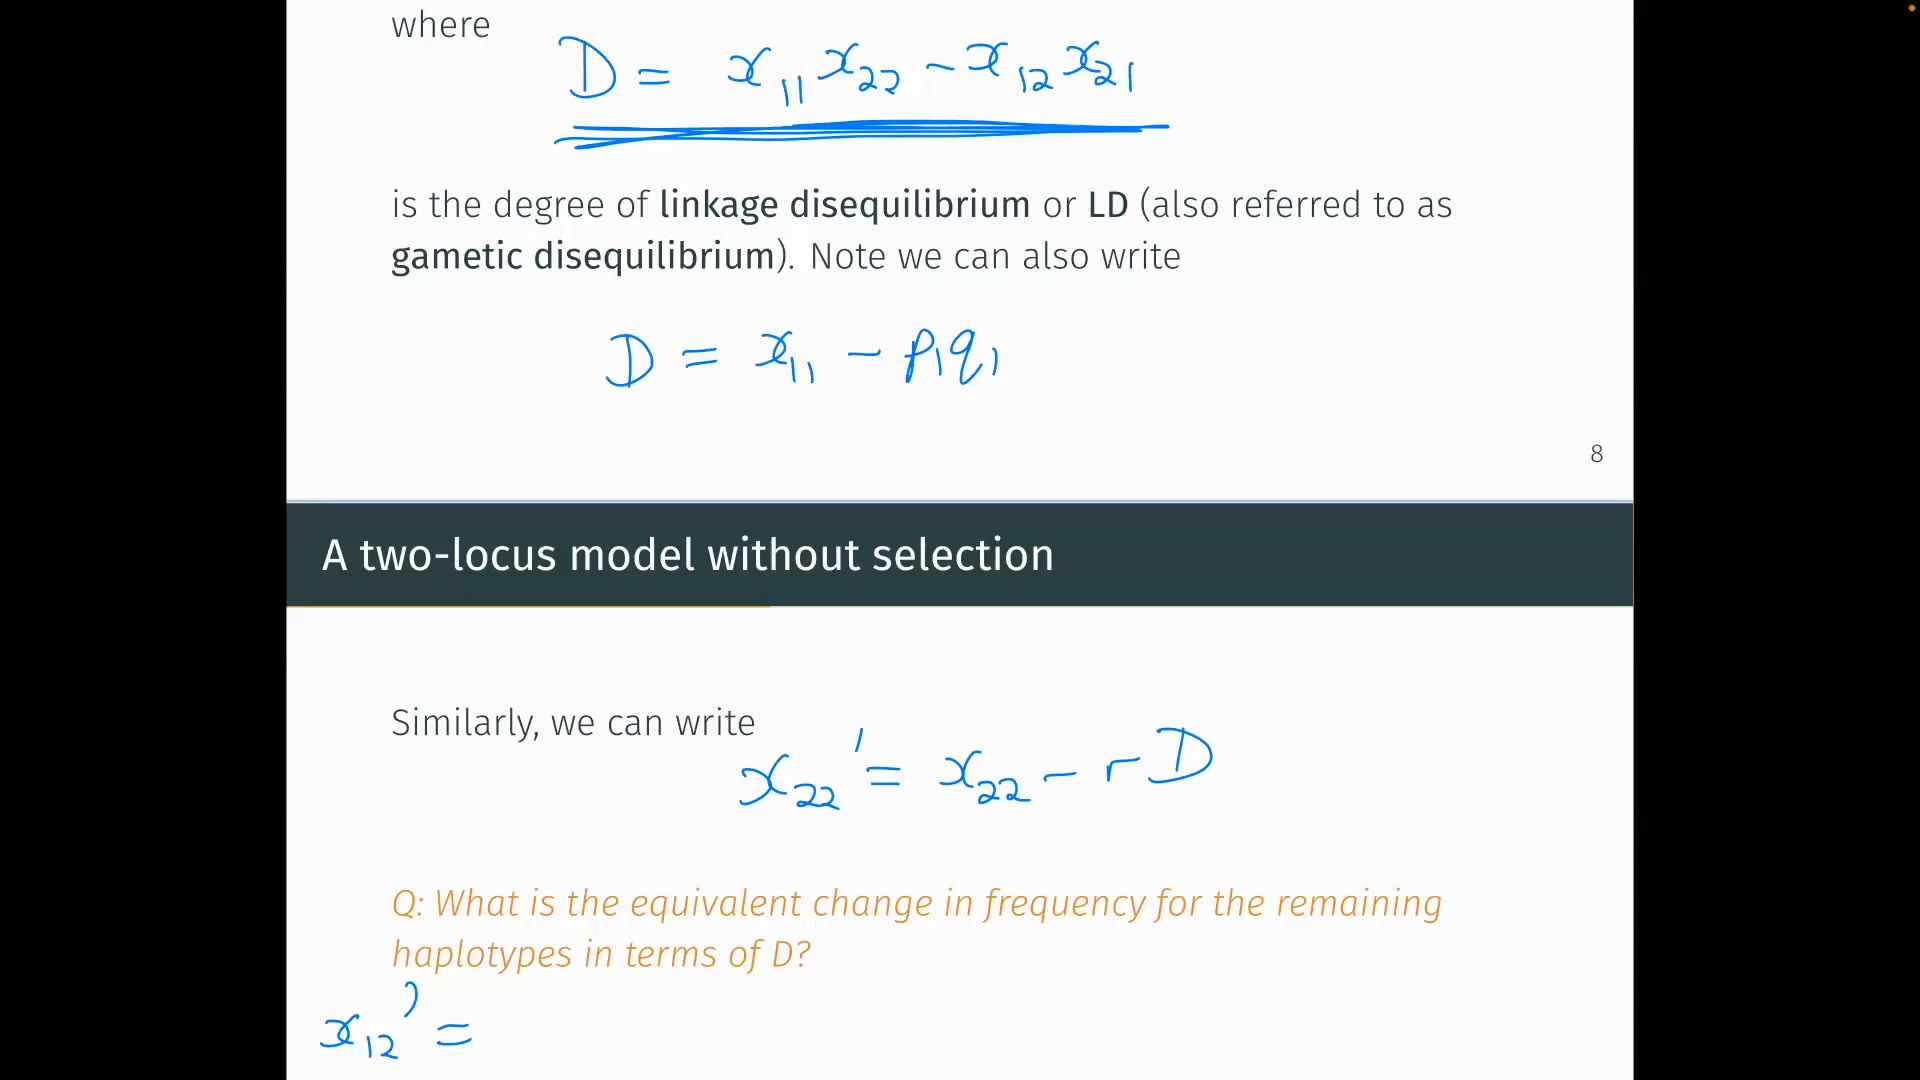 where
D = x₁₁x₂₂ - x₁₂x₂₁
is the degree of linkage disequilibrium or LD (also referred to as
gametic disequilibrium). Note we can also write
D = x₁₁ - p₁q₁
8
A two-locus model without selection
Similarly, we can write
x₂₂' = x₂₂ - rD
Q: What is the equivalent change in frequency for the remaining
haplotypes in terms of D?
x₁₂' =